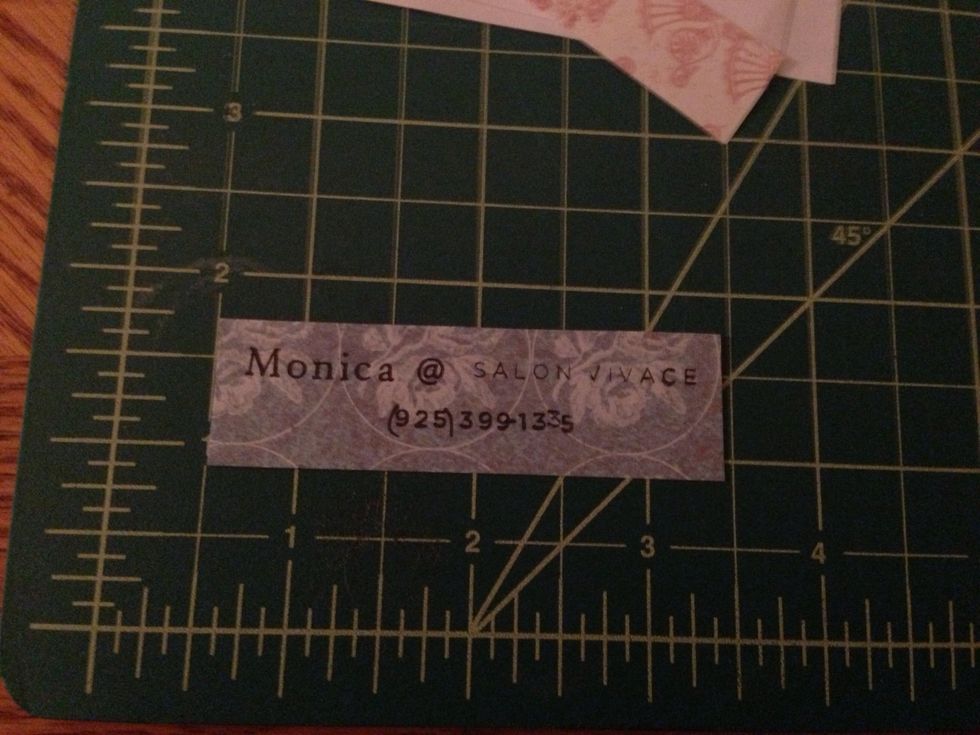 3
45°
2
Monica @ SALON VIVACE
(925)399-1335
1 2 3 4